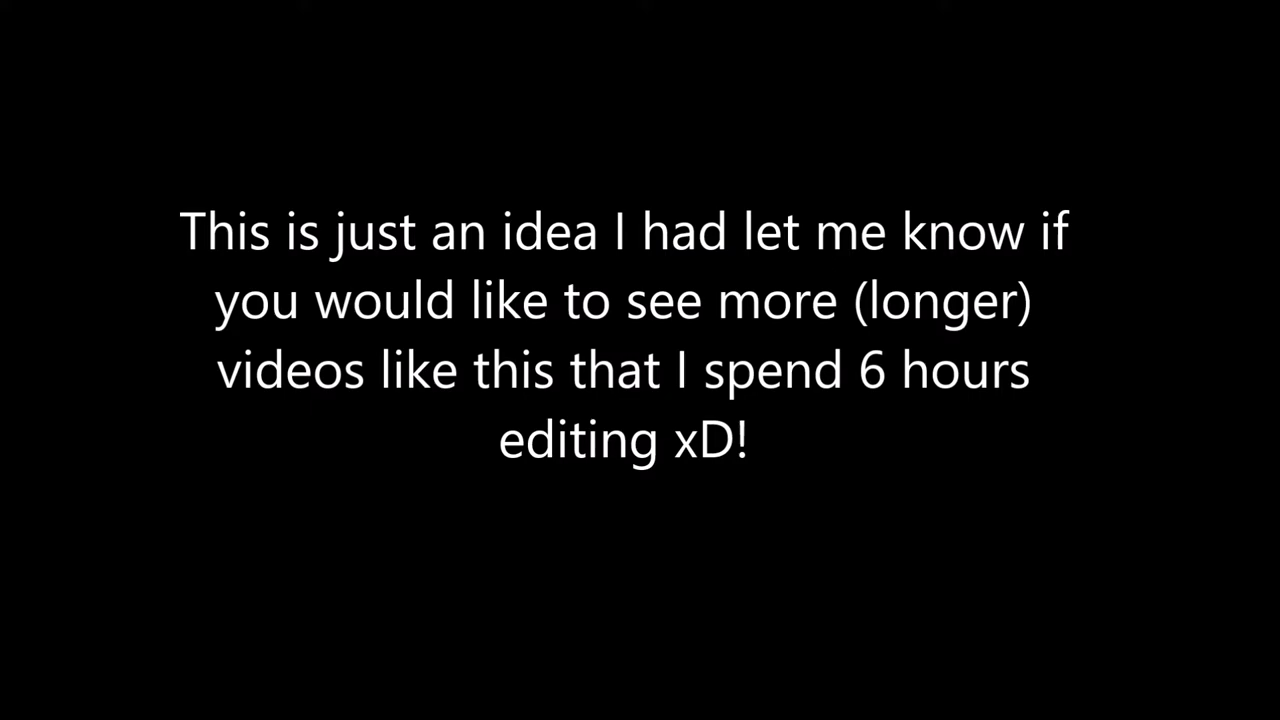 This is just an idea I had let me know if
you would like to see more (longer)
videos like this that I spend 6 hours
editing xD!